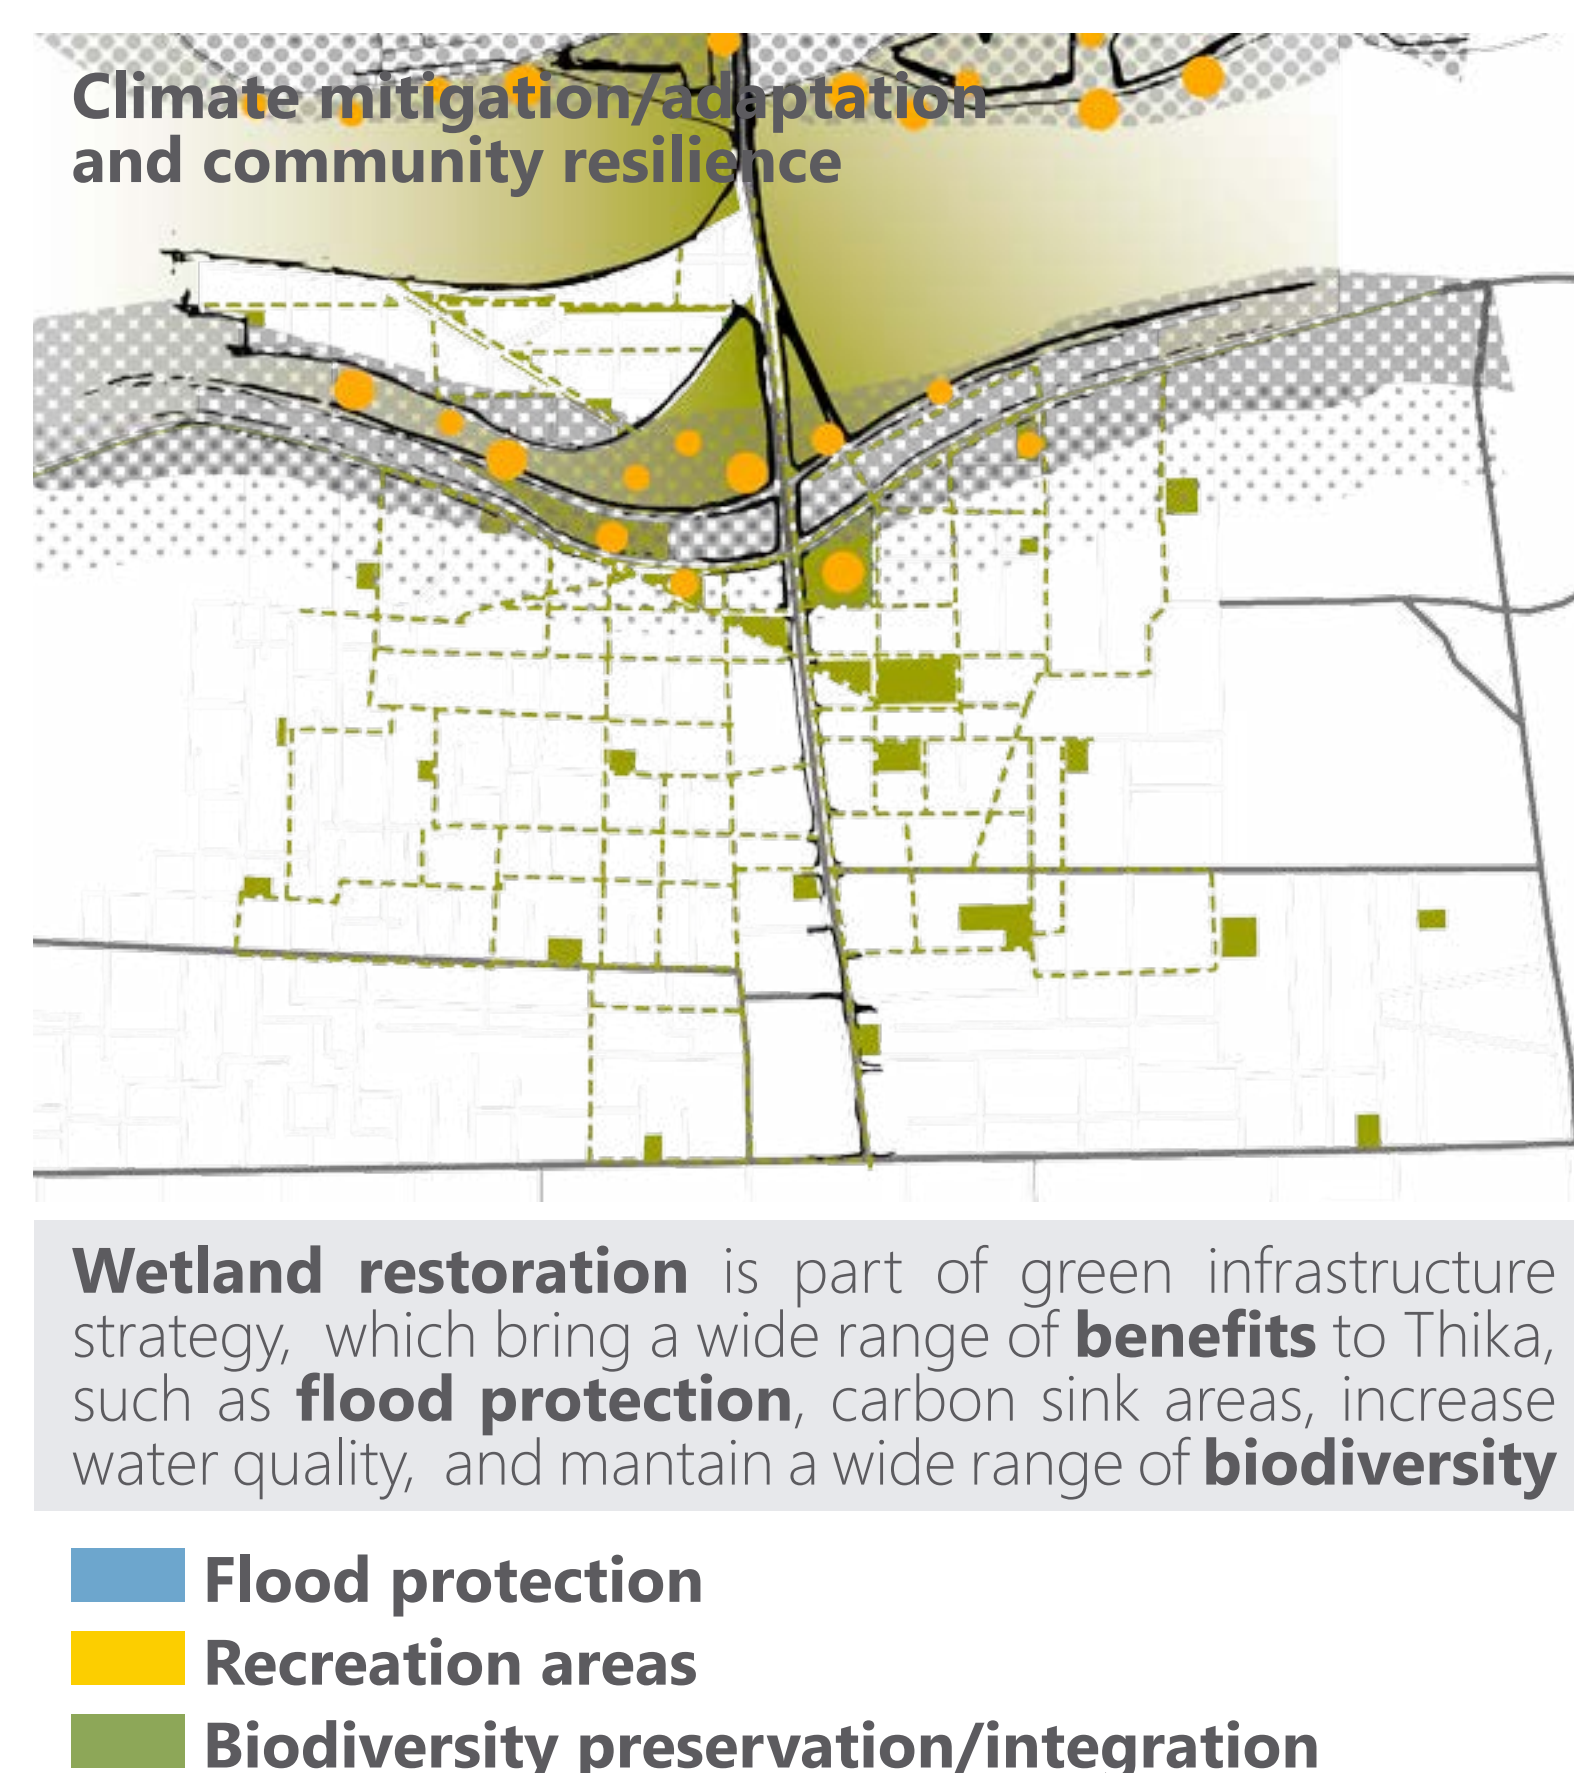 Climate mitigation/adaptation
and community resilience
Wetland restoration is part of green infrastructure
strategy, which bring a wide range of benefits to Thika,
such as flood protection, carbon sink areas, increase
water quality, and mantain a wide range of biodiversity
Flood protection
Recreation areas
Biodiversity preservation/integration